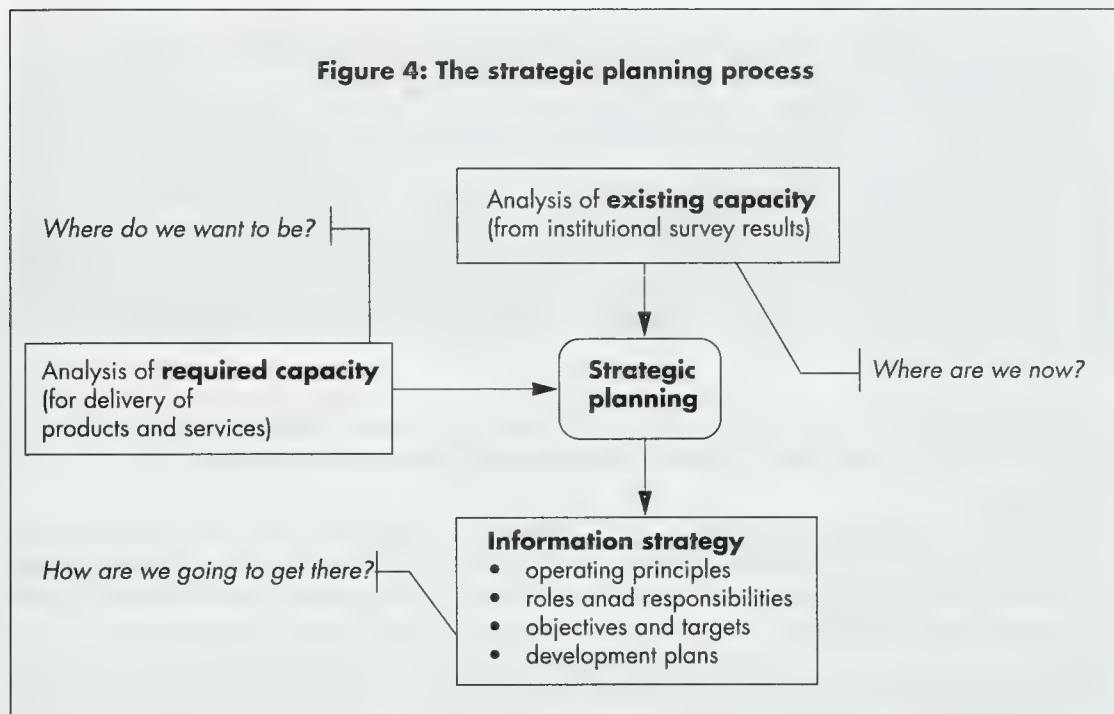 Figure 4: The strategic planning process
Analysis of existing capacity
(from institutional survey results)
Where do we want to be?
Analysis of required capacity
(for delivery of
products and services)
Strategic
planning
Where are we now?
Information strategy
• operating principles
• roles anad responsibilities
• objectives and targets
• development plans
How are we going to get there?